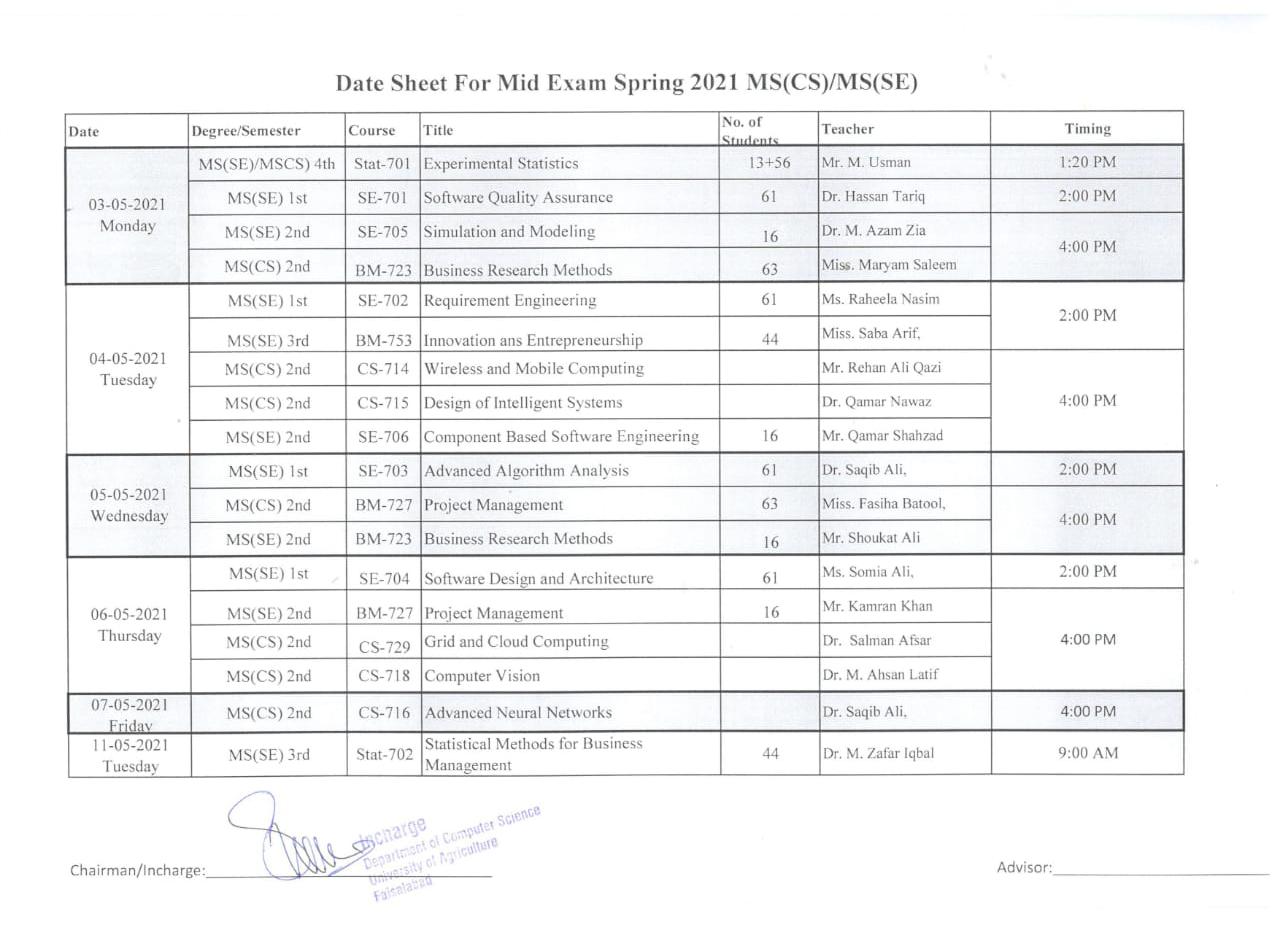 Date Sheet For Mid Exam Spring 2021 MS(CS)/MS(SE)
Date Degree/Semester Course Title No. of Students Teacher Timing
03-05-2021 Monday
MS(SE)/MSCS) 4th Stat-701 Experimental Statistics 13+56 Mr. M. Usman 1:20 PM
MS(SE) 1st SE-701 Software Quality Assurance 61 Dr. Hassan Tariq 2:00 PM
MS(SE) 2nd SE-705 Simulation and Modeling 16 Dr. M. Azam Zia 4:00 PM
MS(CS) 2nd BM-723 Business Research Methods 63 Miss. Maryam Saleem
04-05-2021 Tuesday
MS(SE) 1st SE-702 Requirement Engineering 61 Ms. Raheela Nasim 2:00 PM
MS(SE) 3rd BM-753 Innovation ans Entrepreneurship 44 Miss. Saba Arif,
MS(CS) 2nd CS-714 Wireless and Mobile Computing Mr. Rehan Ali Qazi 4:00 PM
MS(CS) 2nd CS-715 Design of Intelligent Systems Dr. Qamar Nawaz
MS(SE) 2nd SE-706 Component Based Software Engineering 16 Mr. Qamar Shahzad
05-05-2021 Wednesday
MS(SE) 1st SE-703 Advanced Algorithm Analysis 61 Dr. Saqib Ali, 2:00 PM
MS(CS) 2nd BM-727 Project Management 63 Miss. Fasiha Batool, 4:00 PM
MS(SE) 2nd BM-723 Business Research Methods 16 Mr. Shoukat Ali
06-05-2021 Thursday
MS(SE) 1st SE-704 Software Design and Architecture 61 Ms. Somia Ali, 2:00 PM
MS(SE) 2nd BM-727 Project Management 16 Mr. Kamran Khan 4:00 PM
MS(CS) 2nd CS-729 Grid and Cloud Computing Dr. Salman Afsar
MS(CS) 2nd CS-718 Computer Vision Dr. M. Ahsan Latif
07-05-2021 Friday
MS(CS) 2nd CS-716 Advanced Neural Networks Dr. Saqib Ali, 4:00 PM
11-05-2021 Tuesday
MS(SE) 3rd Stat-702 Statistical Methods for Business Management 44 Dr. M. Zafar Iqbal 9:00 AM
Incharge
Department of Computer Science
University of Agriculture
Faisalabad
Chairman/Incharge:
Advisor: